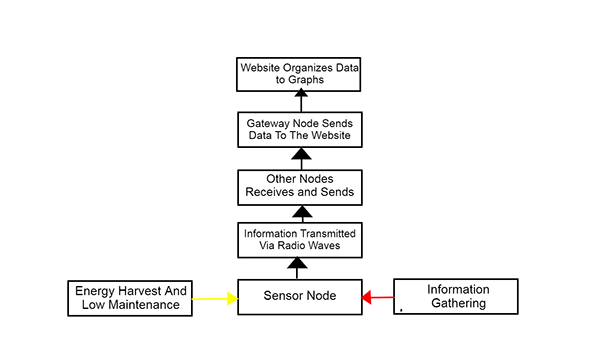 Website Organizes Data
to Graphs
Gateway Node Sends
Data To The Website
Other Nodes
Receives and Sends
Information Transmitted
Via Radio Waves
Energy Harvest And
Low Maintenance
Sensor Node
Information
Gathering